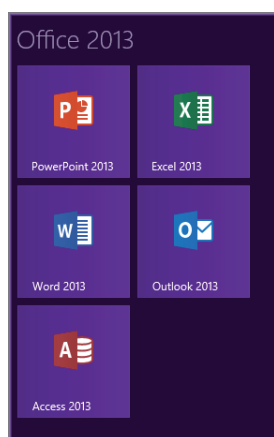 Office 2013
P
PowerPoint 2013
X
Excel 2013
W
Word 2013
O
Outlook 2013
A
Access 2013